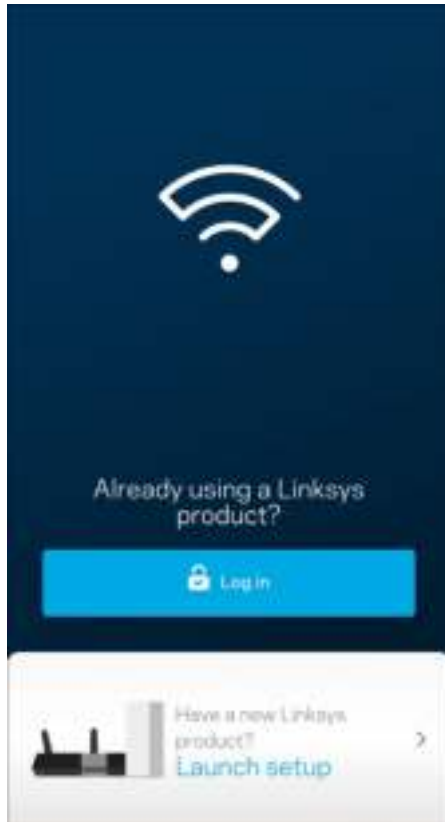 Already using a Linksys
product?
Log in
Have a new Linksys
product?
Launch setup